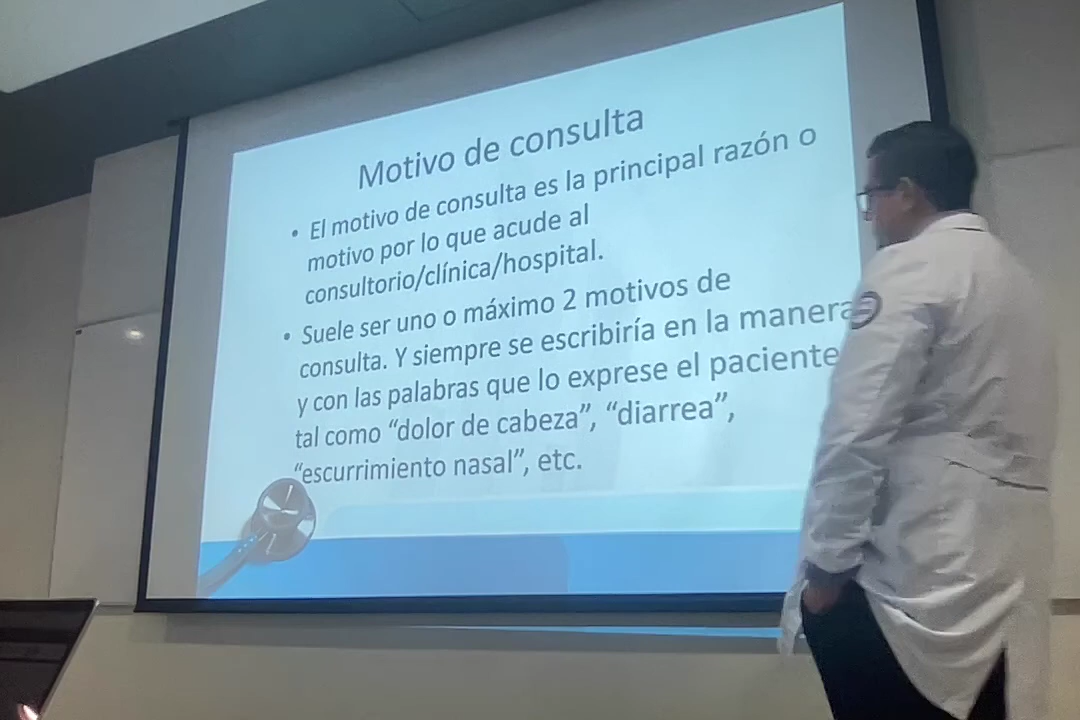 Motivo de consulta
• El motivo de consulta es la principal razón o
motivo por lo que acude al
consultorio/clínica/hospital.
• Suele ser uno o máximo 2 motivos de
consulta. Y siempre se escribiría en la manera
y con las palabras que lo exprese el paciente
tal como “dolor de cabeza”, “diarrea”,
“escurrimiento nasal”, etc.